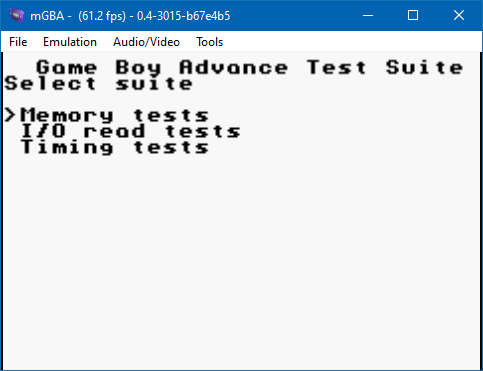 mGBA - (61.2 fps) - 0.4-3015-b67e4b5
File Emulation Audio/Video Tools
Game Boy Advance Test Suite
Select suite
>Memory tests
I/O read tests
Timing tests